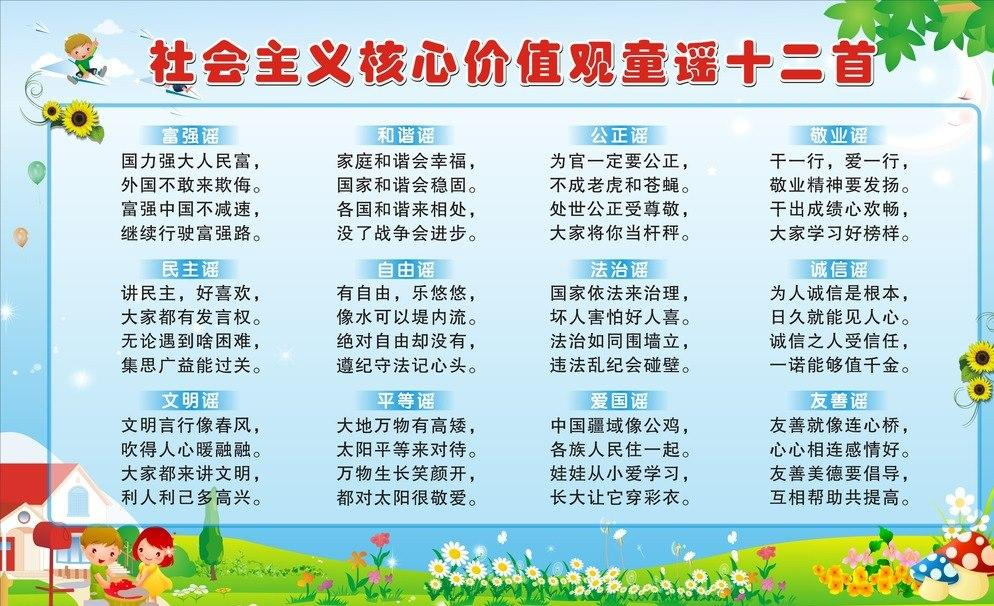 社会主义核心价值观童谣十二首
富强谣
国力强大人民富，
外国不敢来欺侮。
富强中国不减速，
继续行驶富强路。
民主谣
讲民主，好喜欢，
大家都有发言权。
无论遇到啥困难，
集思广益能过关。
文明谣
文明言行像春风，
吹得人心暖融融。
大家都来讲文明，
利人利己多高兴。
和谐谣
家庭和谐会幸福，
国家和谐会稳固。
各国和谐来相处，
没了战争会进步。
自由谣
有自由，乐悠悠，
像水可以堤内流。
绝对自由却没有，
遵纪守法记心头。
平等谣
大地万物有高矮，
太阳平等来对待。
万物生长笑颜开，
都对太阳很敬爱。
公正谣
为官一定要公正，
不成老虎和苍蝇。
处世公正受尊敬，
大家将你当杆秤。
法治谣
国家依法来治理，
坏人害怕好人喜。
法治如同围墙立，
违法乱纪会碰壁。
爱国谣
中国疆域像公鸡，
各族人民住一起。
娃娃从小爱学习，
长大让它穿彩衣。
敬业谣
干一行，爱一行，
敬业精神要发扬。
干出成绩心欢畅，
大家学习好榜样。
诚信谣
为人诚信是根本，
日久就能见人心。
诚信之人受信任，
一诺能够值千金。
友善谣
友善就像连心桥，
心心相连感情好。
友善美德要倡导，
互相帮助共提高。